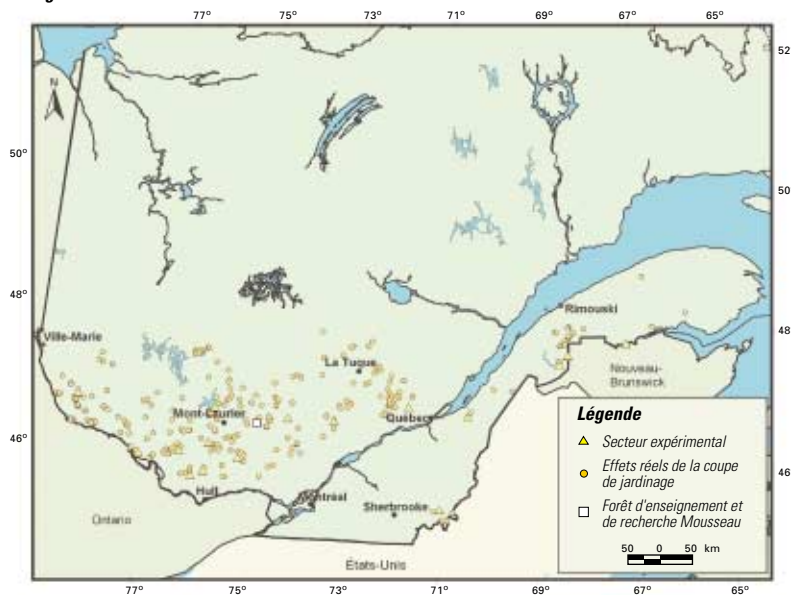 77° 75° 73° 71° 69° 67° 65°
52
N
50°
50
48°
Rimouski
Ville-Marie
48
La Tuque
Nouveau-
Brunswick
Mont-Laurier
Québec
Légende
46°
Secteur expérimental
Effets réels de la coupe
de jardinage
46
Hull
Montréal
Sherbrooke
Forêt d'enseignement et
de recherche Mousseau
Ontario
50 0 50 km
États-Unis
77° 75° 73° 71° 69° 67° 65°